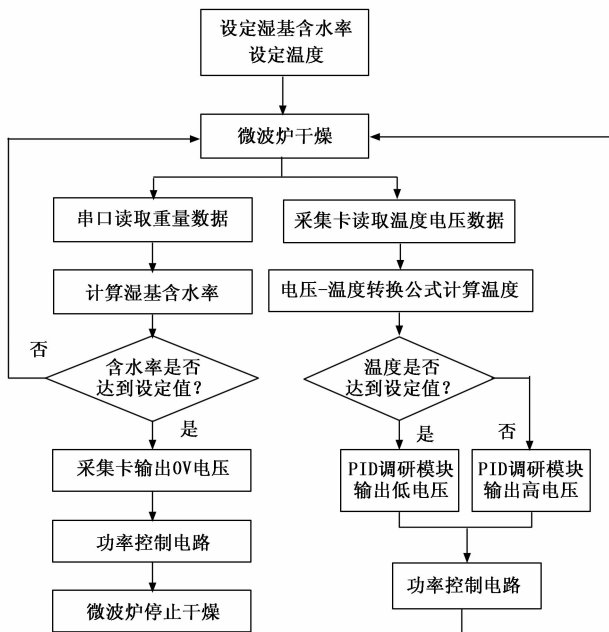 设定湿基含水率
设定温度
微波炉干燥
串口读取重量数据
采集卡读取温度电压数据
计算湿基含水率
电压-温度转换公式计算温度
否
含水率是否
达到设定值?
温度是否
达到设定值?
是
是
否
采集卡输出0V电压
PID调研模块
输出低电压
PID调研模块
输出高电压
功率控制电路
功率控制电路
微波炉停止干燥